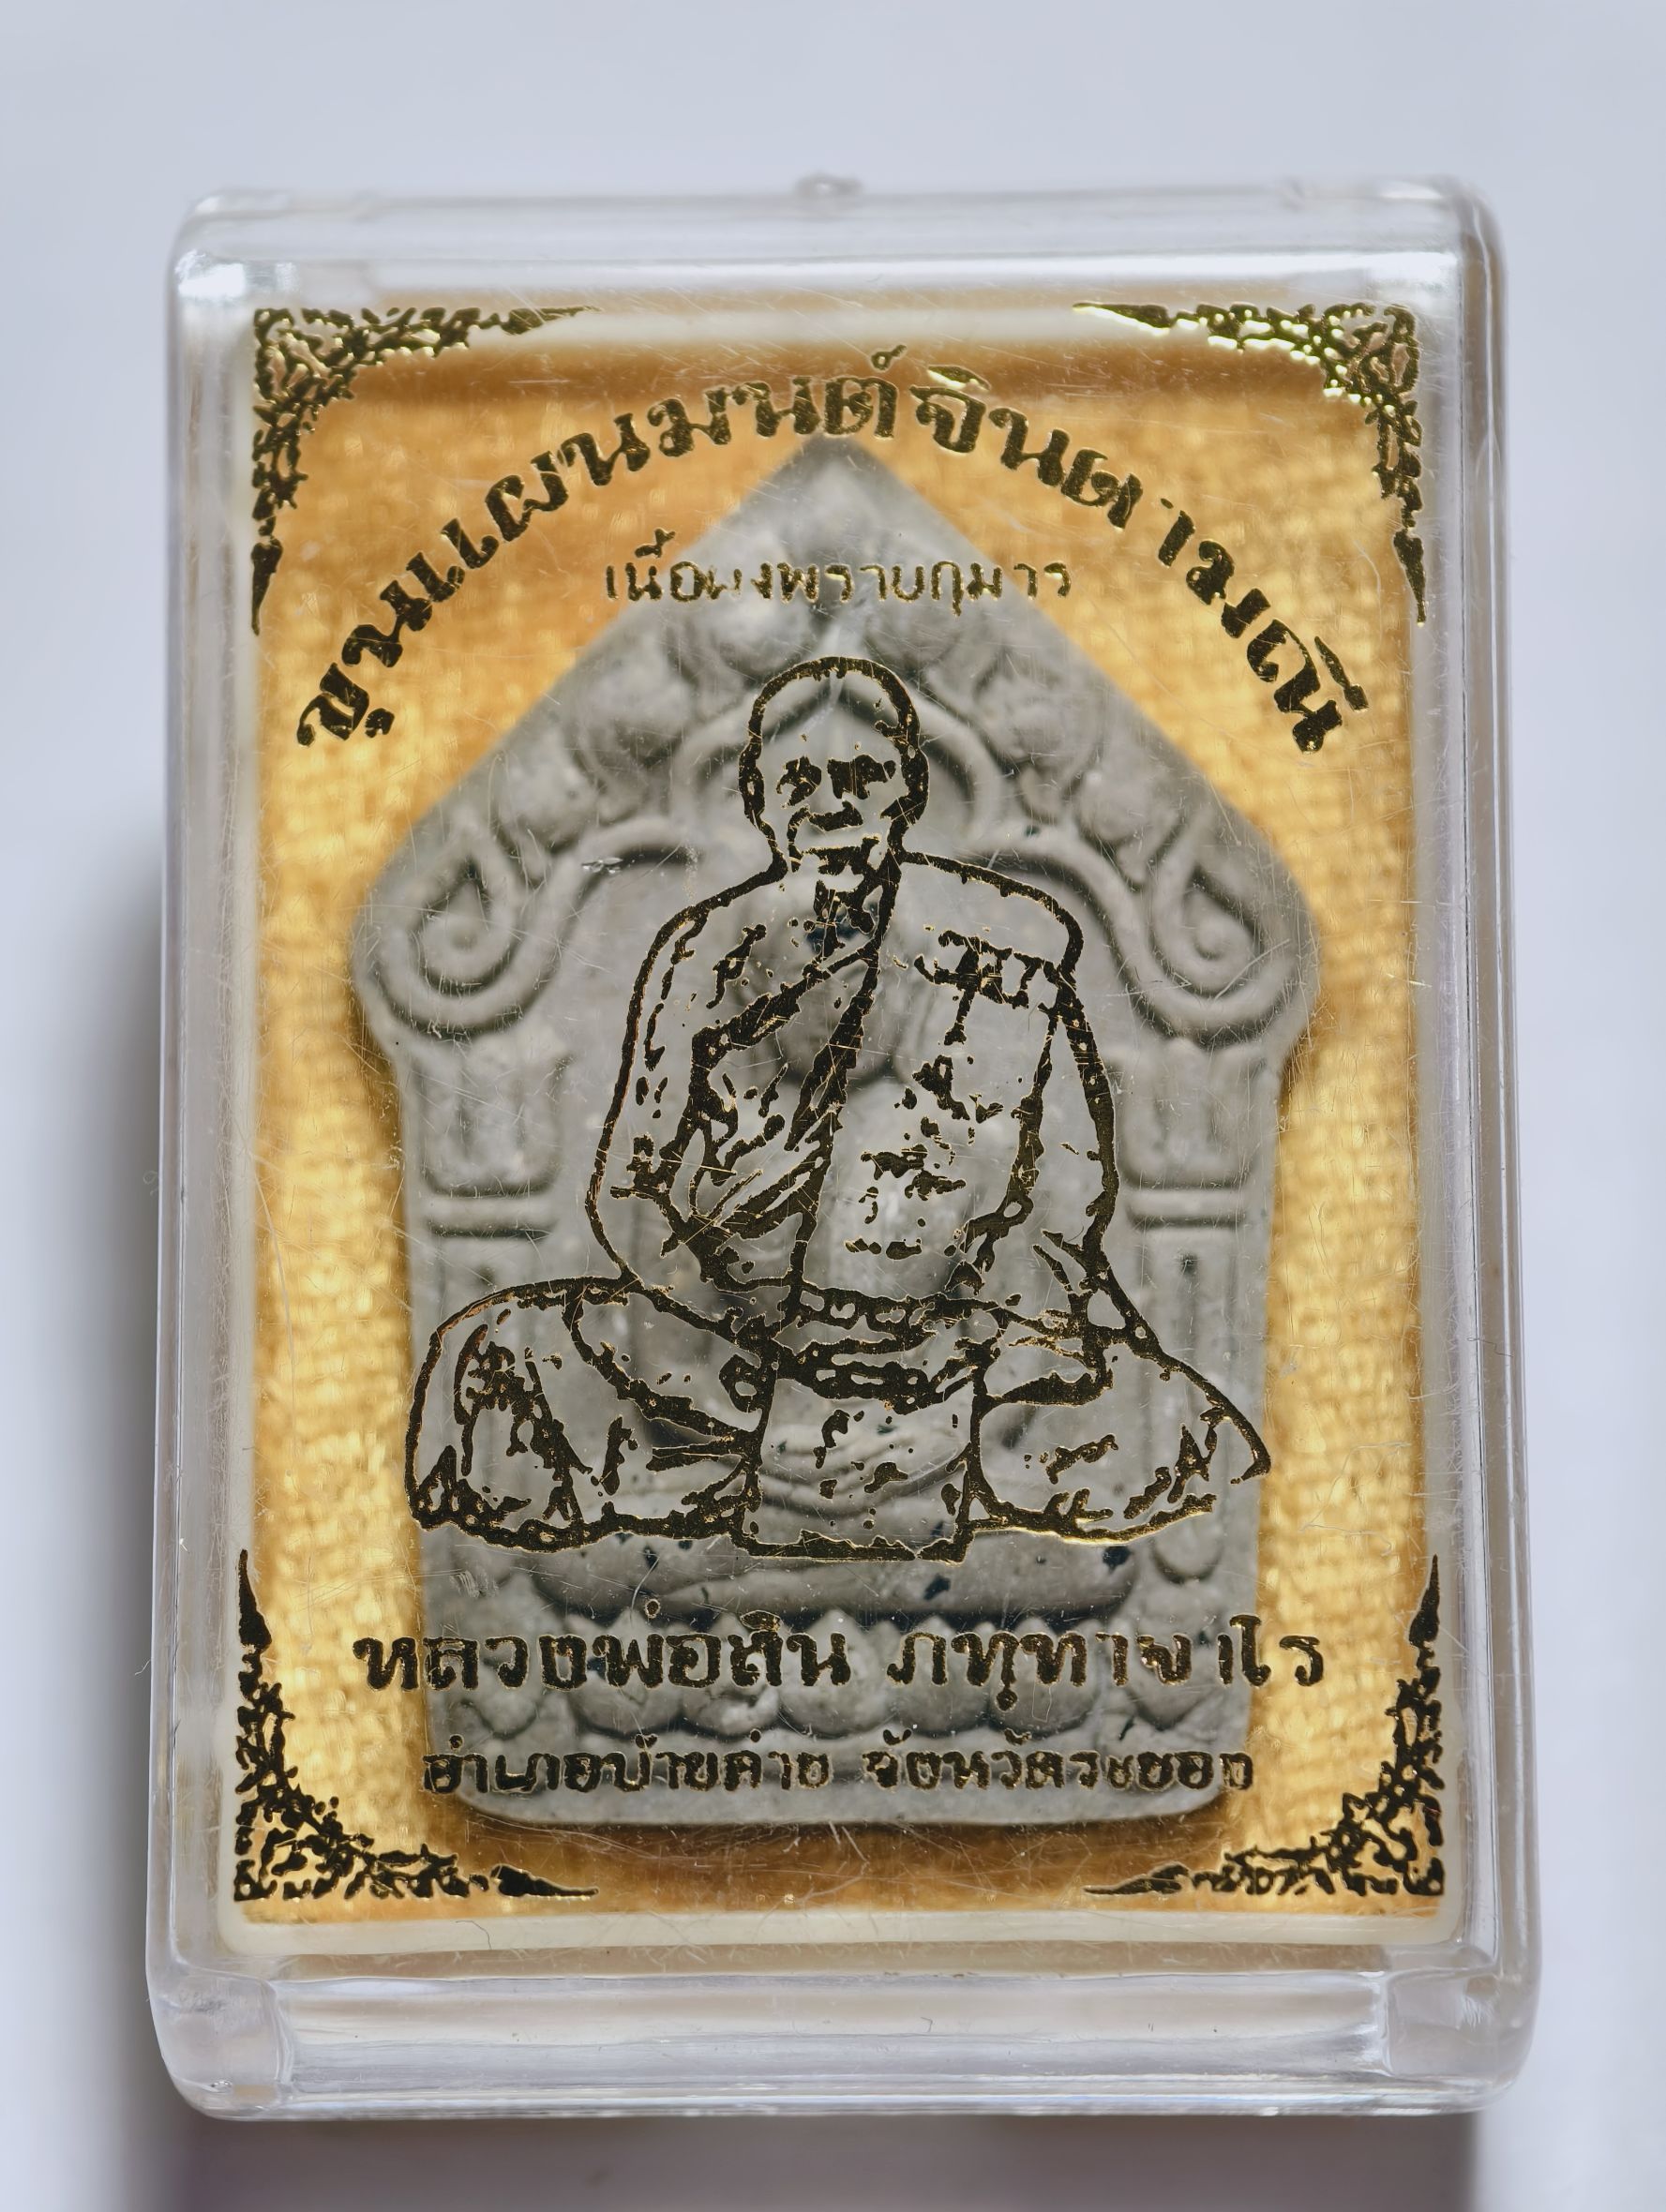 ขุนแผนมนต์จินดามณี
เนื้อผงพรายกุมาร
หลวงพ่อสิน ภทฺทาจาโร
อำเภอบ้านค่าย จังหวัดระยอง